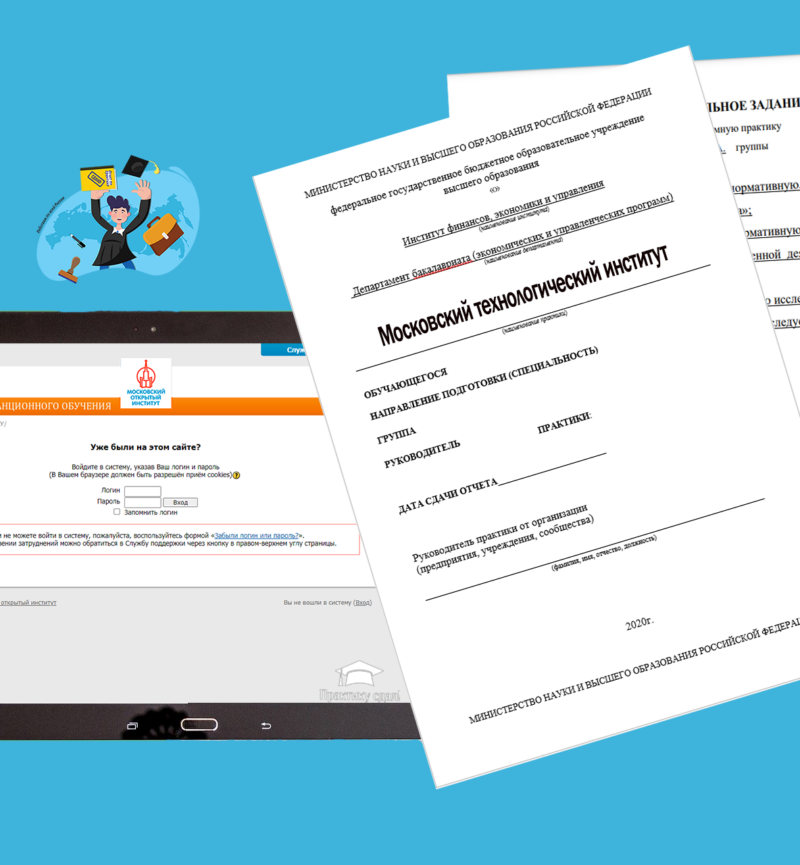 МИНИСТЕРСТВО НАУКИ И ВЫСШЕГО ОБРАЗОВАНИЯ РОССИЙСКОЙ ФЕДЕРАЦИИ
федеральное государственное бюджетное образовательное учреждение
высшего образования
«О»
Институт финансов, экономики и управления
(наименование института)
Департамент бакалавриата (экономических и управленческих программ)
(наименование департамента)
Московский технологический институт
(наименование практики)
ОБУЧАЮЩЕГОСЯ
НАПРАВЛЕНИЕ ПОДГОТОВКИ (СПЕЦИАЛЬНОСТЬ)
ГРУППА
РУКОВОДИТЕЛЬ ПРАКТИКИ:
ДАТА СДАЧИ ОТЧЕТА
Руководитель практики от организации
(предприятия, учреждения, сообщества)
(фамилия, имя, отчество, должность)
2020г.
МИНИСТЕРСТВО НАУКИ И ВЫСШЕГО ОБРАЗОВАНИЯ РОССИЙСКОЙ ФЕДЕРАЦ
ЛЬНОЕ ЗАДАНИ
мную практику
группы
нормативную,
а»;
рмативную
нной де
о иссле
следу
Служ
МОСКОВСКИЙ
ОТКРЫТЫЙ
ИНСТИТУТ
АНЦИОННОГО ОБУЧЕНИЯ
У/
Уже были на этом сайте?
Войдите в систему, указав Ваш логин и пароль
(В Вашем браузере должен быть разрешён приём cookies)
Логин
Пароль Вход
Запомнить логин
и не можете войти в систему, пожалуйста, воспользуйтесь формой «Забыли логин или пароль?».
вении затруднений можно обратиться в Службу поддержки через кнопку в правом-верхнем углу страницы.
открытый институт
Вы не вошли в систему (Вход)
Практику сдал!